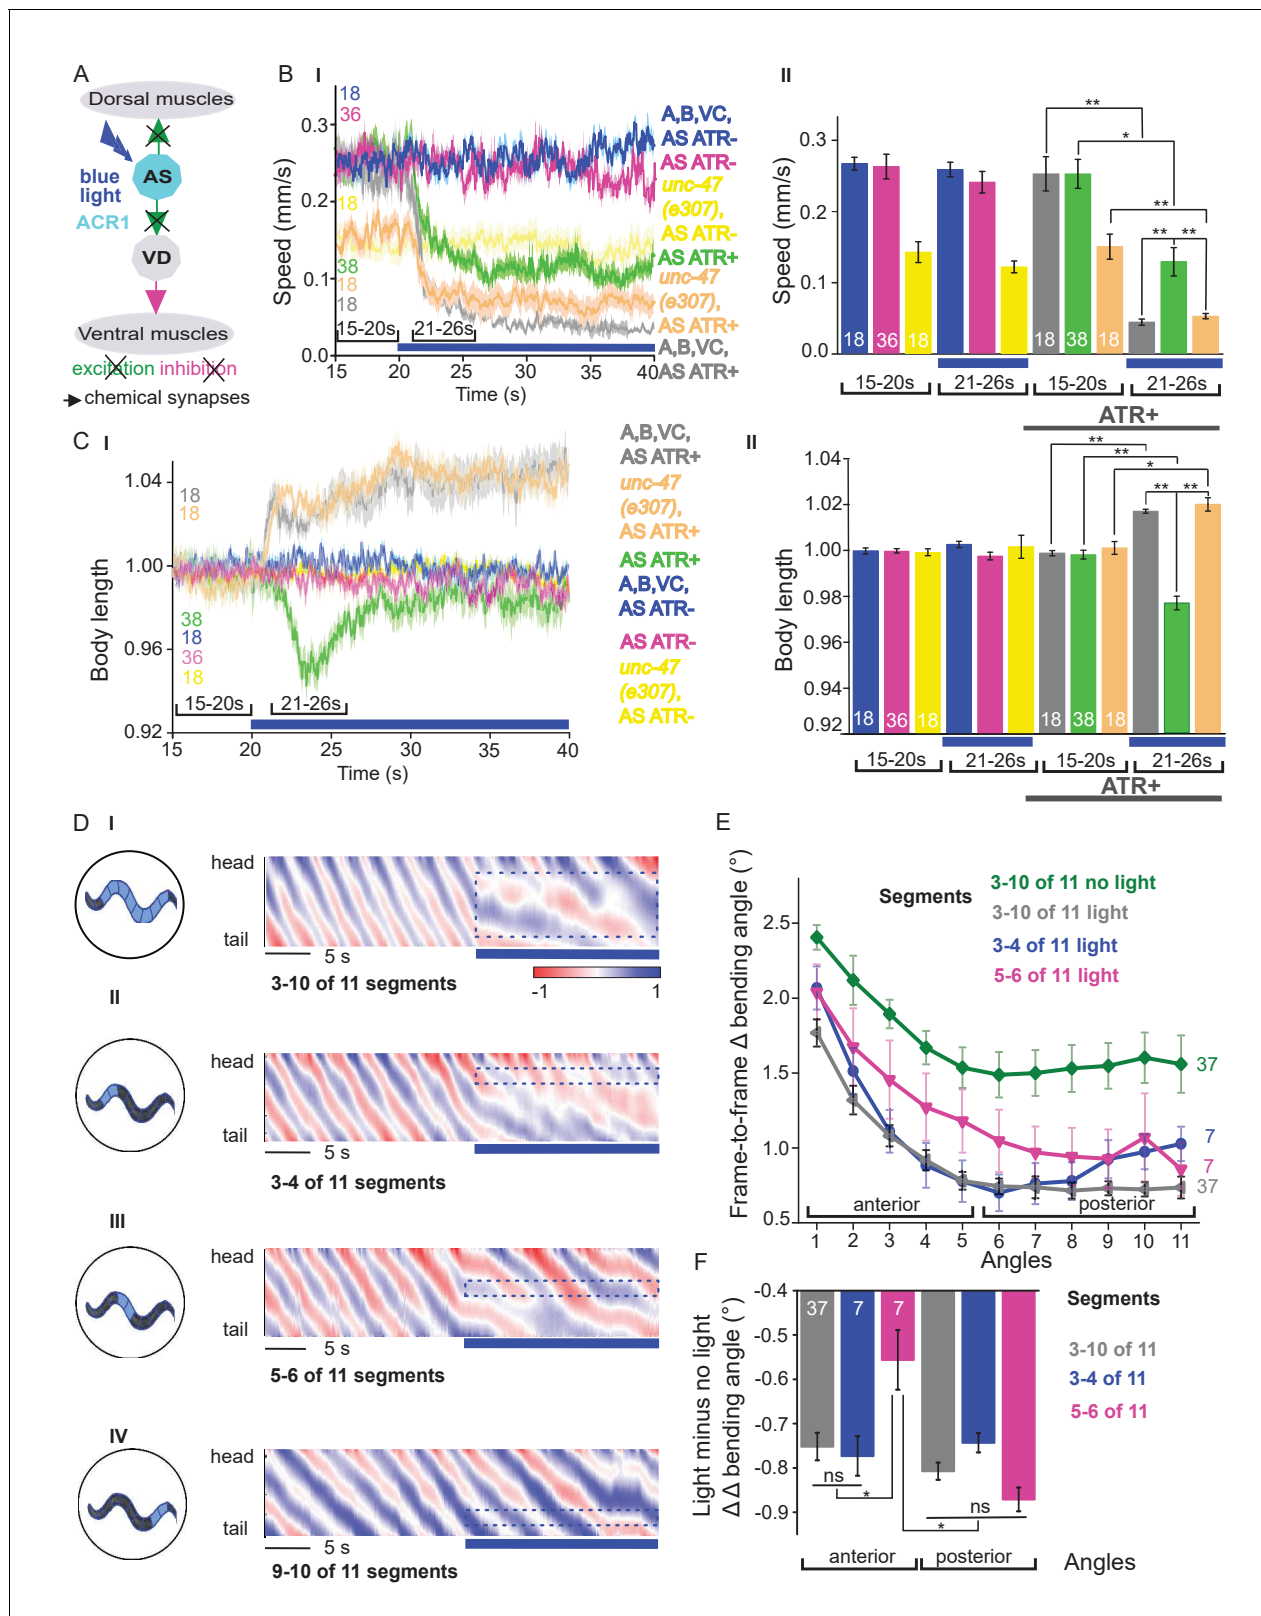 A
Dorsal muscles
blue
light
AS
ACR1
VD
Ventral muscles
excitation inhibition
chemical synapses
B I
Speed (mm/s)
0.3
0.2
0.1
0.0
18
36
18
38
18
18
15-20s
21-26s
15 20 25 30 35 40
Time (s)
A,B,VC,
AS ATR-
AS ATR-
unc-47
(e307),
AS ATR-
AS ATR+
unc-47
(e307),
AS ATR+
A,B,VC,
AS ATR+
II
Speed (mm/s)
0.3
0.2
0.1
0.0
** * ** ** **
18 36 18 18 38 18
15-20s 21-26s 15-20s 21-26s
ATR+
C I
Body length
1.04
1.00
0.96
0.92
18
18
38
18
36
18
15-20s
21-26s
15 20 25 30 35 40
Time (s)
A,B,VC,
AS ATR+
unc-47
(e307),
AS ATR+
AS ATR+
A,B,VC,
AS ATR-
AS ATR-
unc-47
(e307),
AS ATR-
II
Body length
1.04
1.02
1.00
0.98
0.96
0.94
0.92
** ** * ** **
18 36 18 18 38 18
15-20s 21-26s 15-20s 21-26s
ATR+
D I
head
tail
5 s
3-10 of 11 segments
-1 1
II
head
tail
5 s
3-4 of 11 segments
III
head
tail
5 s
5-6 of 11 segments
IV
head
tail
5 s
9-10 of 11 segments
E
Frame-to-frame Δ bending angle (°)
2.5
2.0
1.5
1.0
0.5
Segments
3-10 of 11 no light
3-10 of 11 light
3-4 of 11 light
5-6 of 11 light
37
7
7
37
anterior posterior
1 2 3 4 5 6 7 8 9 10 11
Angles
F
Light minus no light
Δ Δ bending angle (°)
-0.4
-0.5
-0.6
-0.7
-0.8
-0.9
37 7 7
ns
*
ns
*
anterior posterior
Angles
Segments
3-10 of 11
3-4 of 11
5-6 of 11